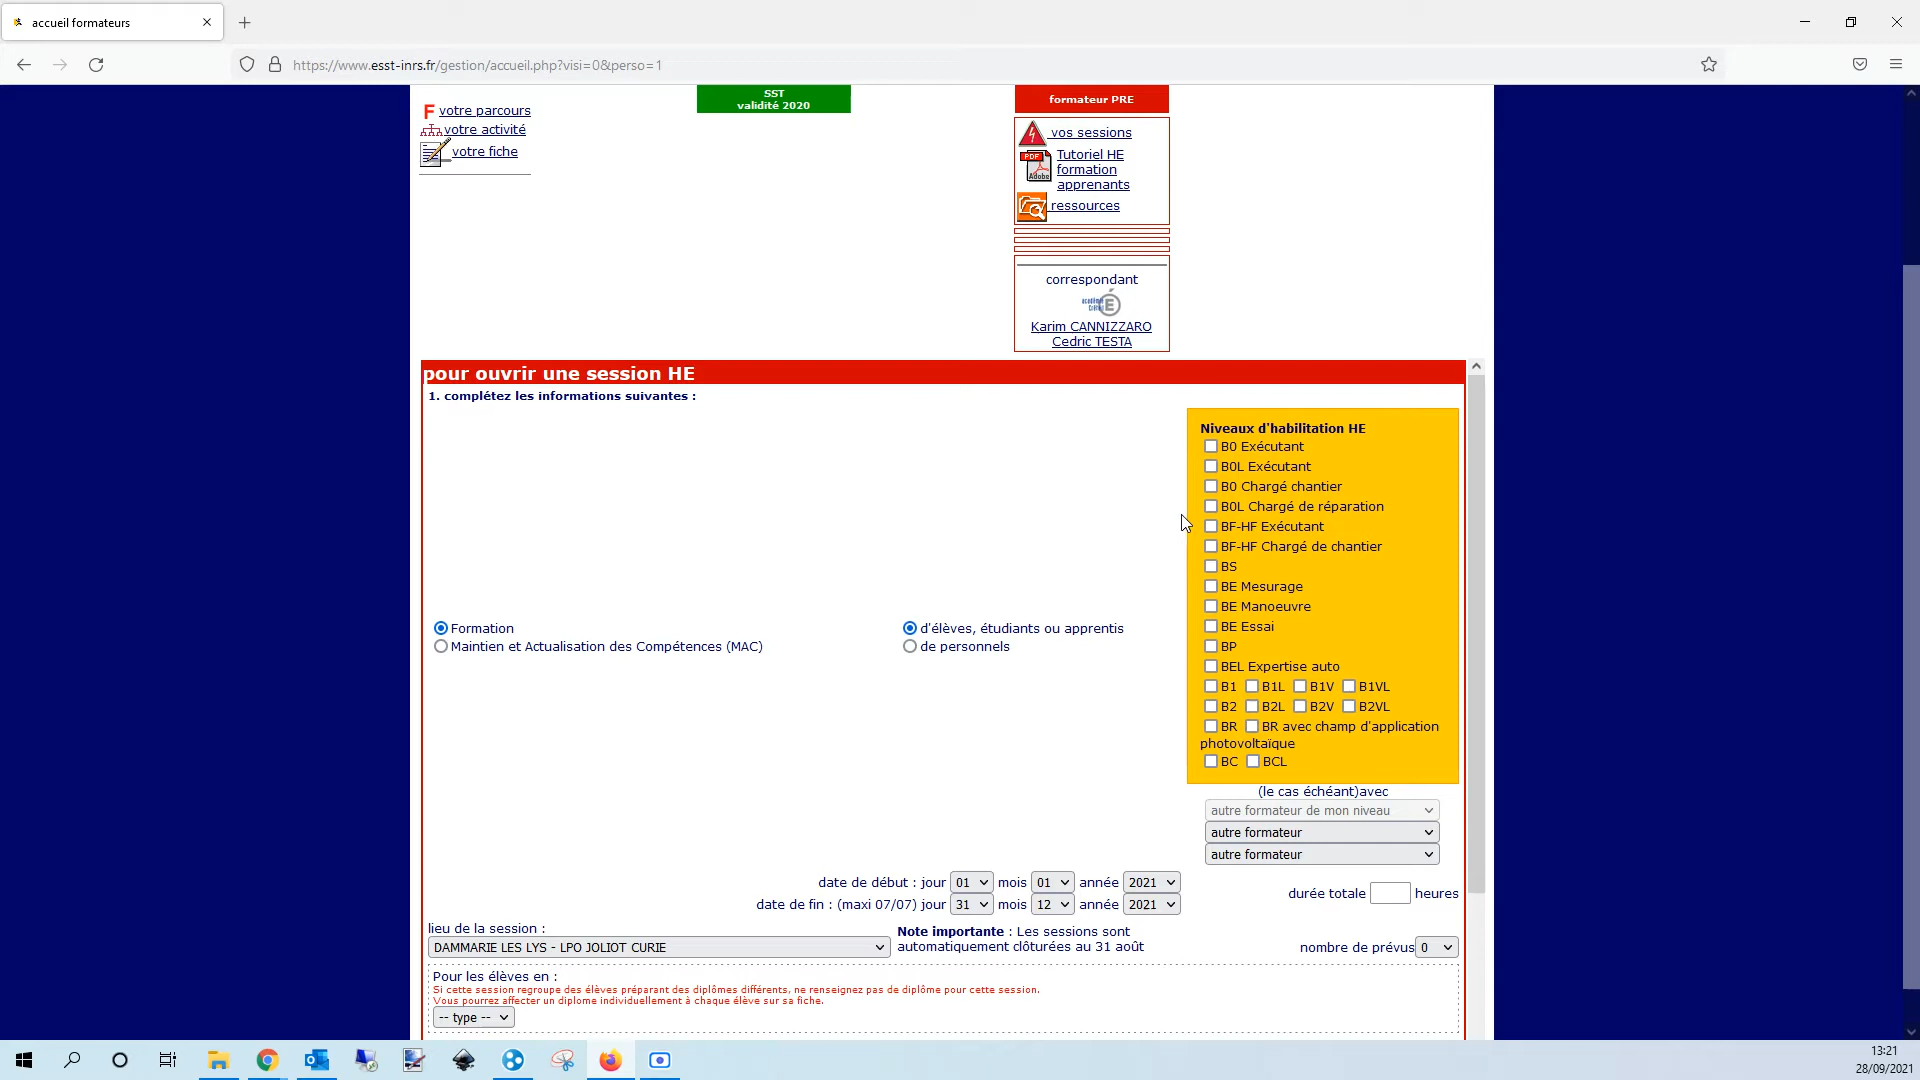 accueil formateurs
https://www.esst-inrs.fr/gestion/accueil.php?visi=0&perso=1
F votre parcours
votre activité
votre fiche
SST
validité 2020
formateur PRE
vos sessions
PDF
Adobe
Tutoriel HE
formation
apprenants
ressources
correspondant
Karim CANNIZZARO
Cedric TESTA
pour ouvrir une session HE
1. complétez les informations suivantes :
Niveaux d'habilitation HE
B0 Exécutant
B0L Exécutant
B0 Chargé chantier
B0L Chargé de réparation
BF-HF Exécutant
BF-HF Chargé de chantier
BS
BE Mesurage
BE Manoeuvre
BE Essai
BP
BEL Expertise auto
B1 B1L B1V B1VL
B2 B2L B2V B2VL
BR BR avec champ d'application
photovoltaïque
BC BCL
Formation
Maintien et Actualisation des Compétences (MAC)
d'élèves, étudiants ou apprentis
de personnels
(le cas échéant)avec
autre formateur de mon niveau
autre formateur
autre formateur
date de début : jour 01 mois 01 année 2021
date de fin : (maxi 07/07) jour 31 mois 12 année 2021
durée totale heures
lieu de la session :
DAMMARIE LES LYS - LPO JOLIOT CURIE
Note importante : Les sessions sont
automatiquement clôturées au 31 août
nombre de prévus 0
Pour les élèves en :
Si cette session regroupe des élèves préparant des diplômes différents, ne renseignez pas de diplôme pour cette session.
Vous pourrez affecter un diplome individuellement à chaque élève sur sa fiche.
-- type --
13:21
28/09/2021